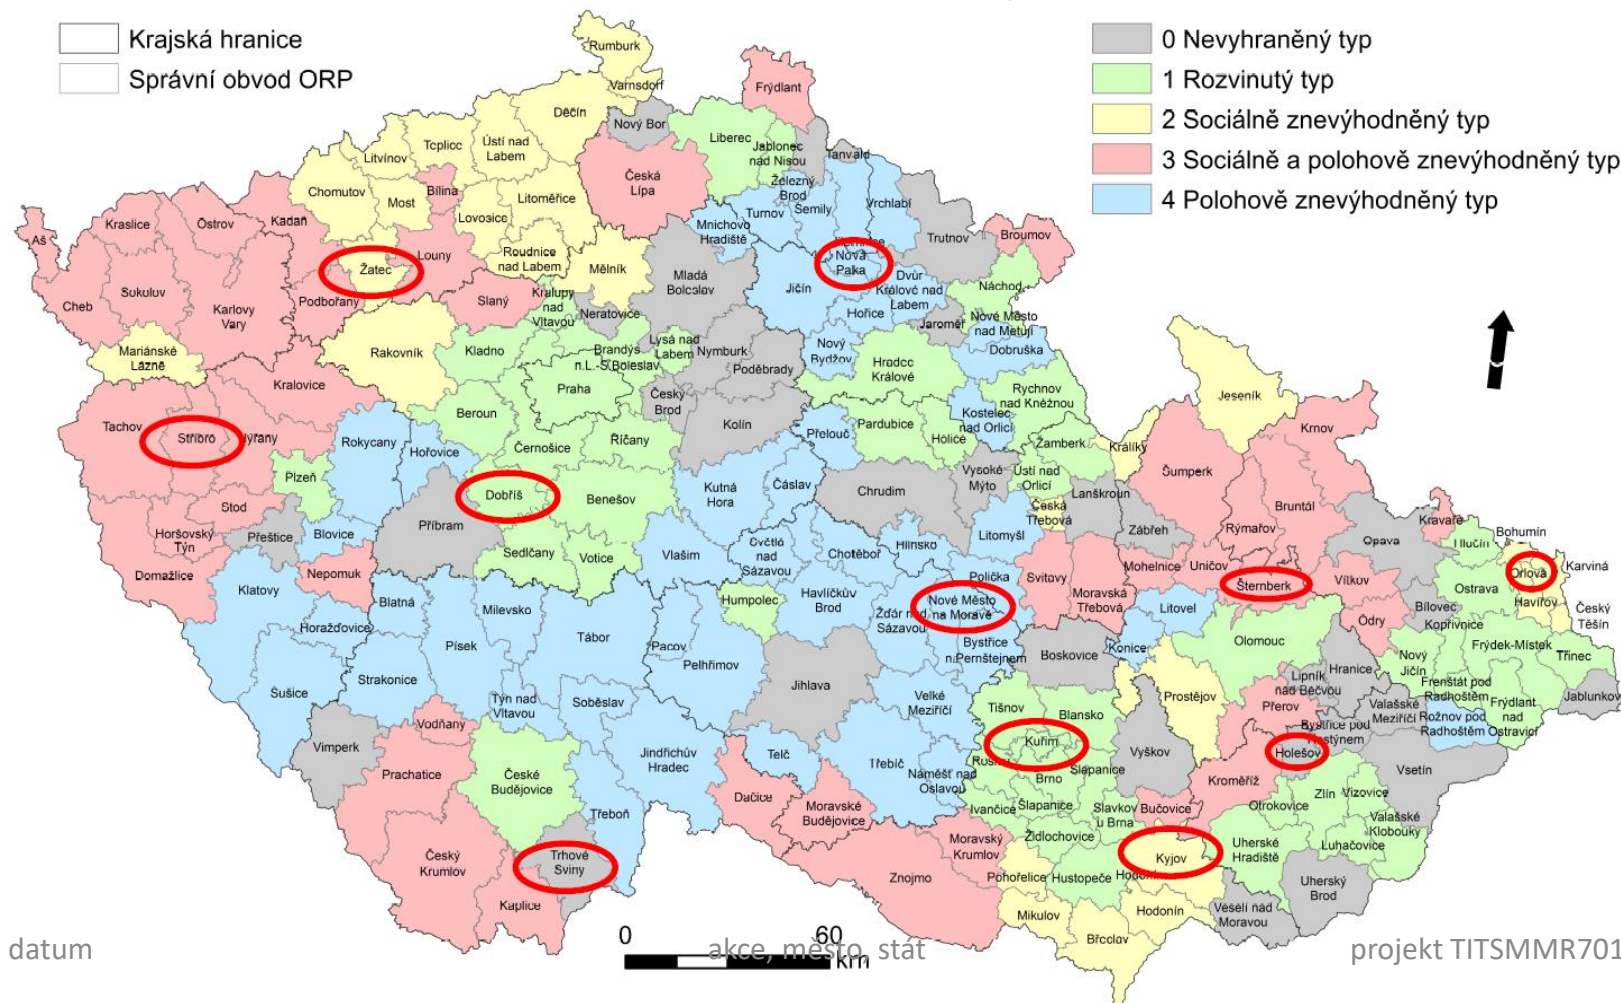 Krajská hranice
Správní obvod ORP
0 Nevyhraněný typ
1 Rozvinutý typ
2 Sociálně znevýhodněný typ
3 Sociálně a polohově znevýhodněný typ
4 Polohově znevýhodněný typ
Rumburk
Varnsdorf
Děčín
Nový Bor
Frýdlant
Liberec
Jablonec
nad Nisou
Tanvald
Litvínov
Ústí nad
Labem
Chomutov
Most
Bílina
Litoměřice
Lovosice
Česká
Lípa
Železný
Brod
Semily
Turnov
Vrchlabí
Mnichovo
Hradiště
Trutnov
Broumov
Aš
Kraslice
Ostrov
Kadaň
Žatec
Louny
Roudnice
nad Labem
Mělník
Mladá
Boleslav
Nová
Paka
Jičín
Dvůr
Králové nad
Labem
Hořice
Náchod
Cheb
Sokolov
Karlovy
Vary
Podbořany
Slaný
Kralupy
nad
Vltavou
Neratovice
Jaroměř
Nové Město
nad Metují
Mariánské
Lázně
Rakovník
Kladno
Brandýs
n.L.-S.Boleslav
Lysá nad
Labem
Nymburk
Poděbrady
Nový
Bydžov
Hradec
Králové
Dobruška
Jeseník
Kralovice
Praha
Beroun
Český
Brod
Kolín
Rychnov
nad Kněžnou
Kostelec
nad Orlicí
Tachov
Stříbro
Nýřany
Rokycany
Hořovice
Černošice
Říčany
Přelouč
Pardubice
Holice
Žamberk
Králíky
Krnov
Plzeň
Dobříš
Benešov
Kutná
Hora
Čáslav
Chrudim
Vysoké
Mýto
Ústí nad
Orlicí
Lanškroun
Šumperk
Bruntál
Stod
Příbram
Česká
Třebová
Zábřeh
Rýmařov
Kravaře
Opava
Hlučín
Bohumín
Horšovský
Týn
Přeštice
Blovice
Sedlčany
Votice
Vlašim
Světlá
nad
Sázavou
Chotěboř
Hlinsko
Litomyšl
Domažlice
Nepomuk
Polička
Svitavy
Mohelnice
Uničov
Šternberk
Vítkov
Orlová
Karviná
Klatovy
Blatná
Milevsko
Humpolec
Havlíčkův
Brod
Žďár nad
Sázavou
Nové Město
na Moravě
Moravská
Třebová
Litovel
Ostrava
Havířov
Český
Těšín
Horažďovice
Písek
Tábor
Pacov
Pelhřimov
Bystřice
n.Pernštejnem
Boskovice
Konice
Olomouc
Odry
Bílovec
Kopřivnice
Frýdek-Místek
Třinec
Sušice
Strakonice
Jihlava
Prostějov
Hranice
Lipník
nad Bečvou
Nový
Jičín
Frenštát pod
Radhoštěm
Frýdlant
nad
Ostravicí
Jablunkov
Týn nad
Vltavou
Soběslav
Velké
Meziříčí
Tišnov
Blansko
Přerov
Valašské
Meziříčí
Rožnov pod
Radhoštěm
Vimperk
Vodňany
Jindřichův
Hradec
Telč
Třebíč
Náměšť nad
Oslavou
Kuřim
Rosice
Brno
Šlapanice
Vyškov
Bystřice pod
Hostýnem
Holešov
Vsetín
Prachatice
České
Budějovice
Třeboň
Dačice
Moravské
Budějovice
Ivančice
Šlapanice
Slavkov
u Brna
Bučovice
Kroměříž
Otrokovice
Zlín
Vizovice
Židlochovice
Valašské
Klobouky
Luhačovice
Český
Krumlov
Trhové
Sviny
Moravský
Krumlov
Znojmo
Pohořelice
Hustopeče
Kyjov
Uherské
Hradiště
Uherský
Brod
Kaplice
Mikulov
Hodonín
Veselí nad
Moravou
Břeclav
0
60
km
datum
akce, město, stát
projekt TITSMMR701